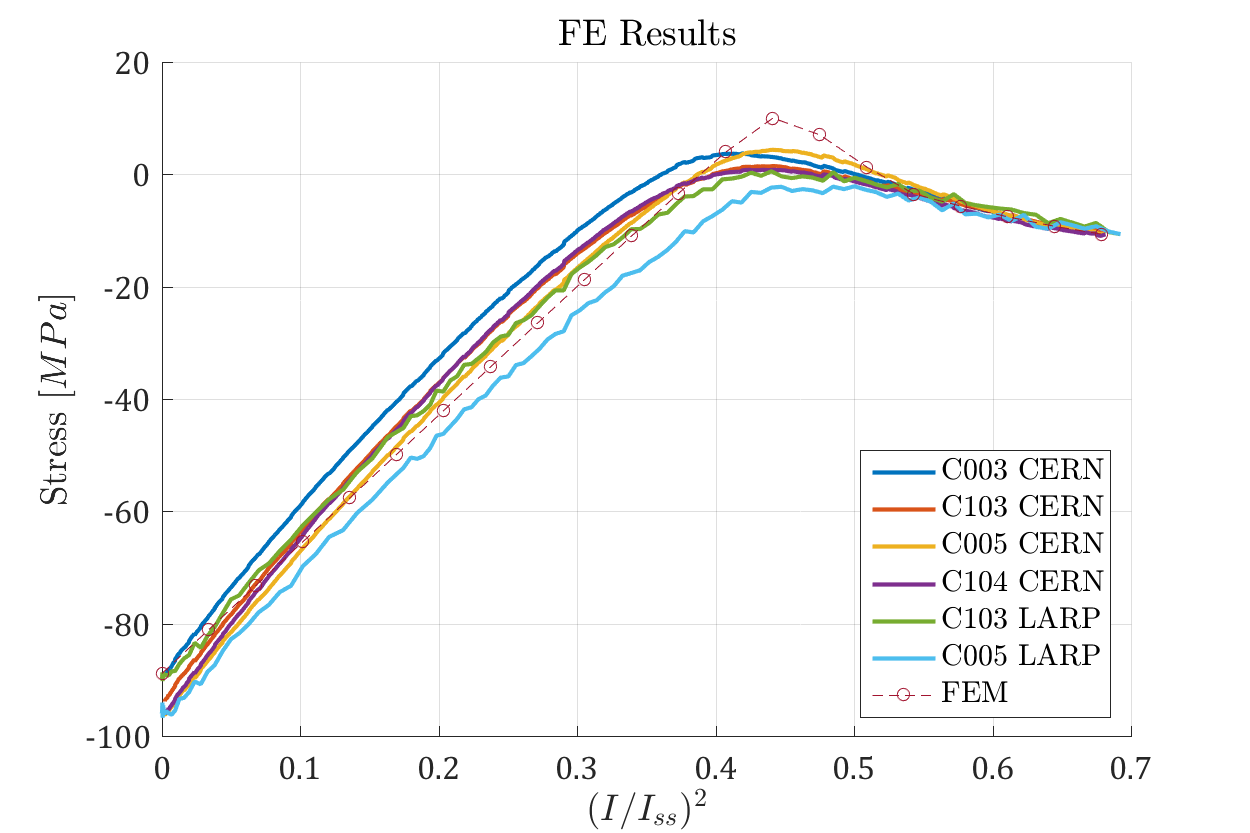 FE Results
20
0
-20
-40
-60
-80
-100
Stress [MPa]
0 0.1 0.2 0.3 0.4 0.5 0.6 0.7
(I/I_{ss})^2
C003 CERN
C103 CERN
C005 CERN
C104 CERN
C103 LARP
C005 LARP
FEM